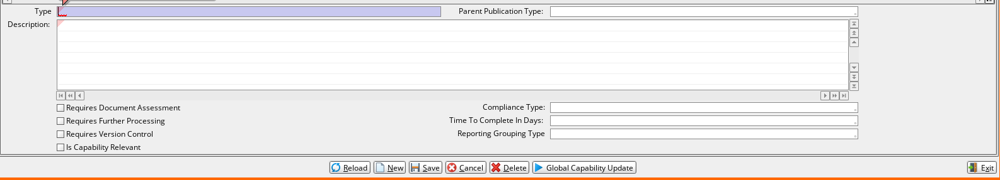 Type Parent Publication Type:
Description:
Requires Document Assessment Compliance Type:
Requires Further Processing Time To Complete In Days:
Requires Version Control Reporting Grouping Type
Is Capability Relevant
Reload New Save Cancel Delete Global Capability Update Exit